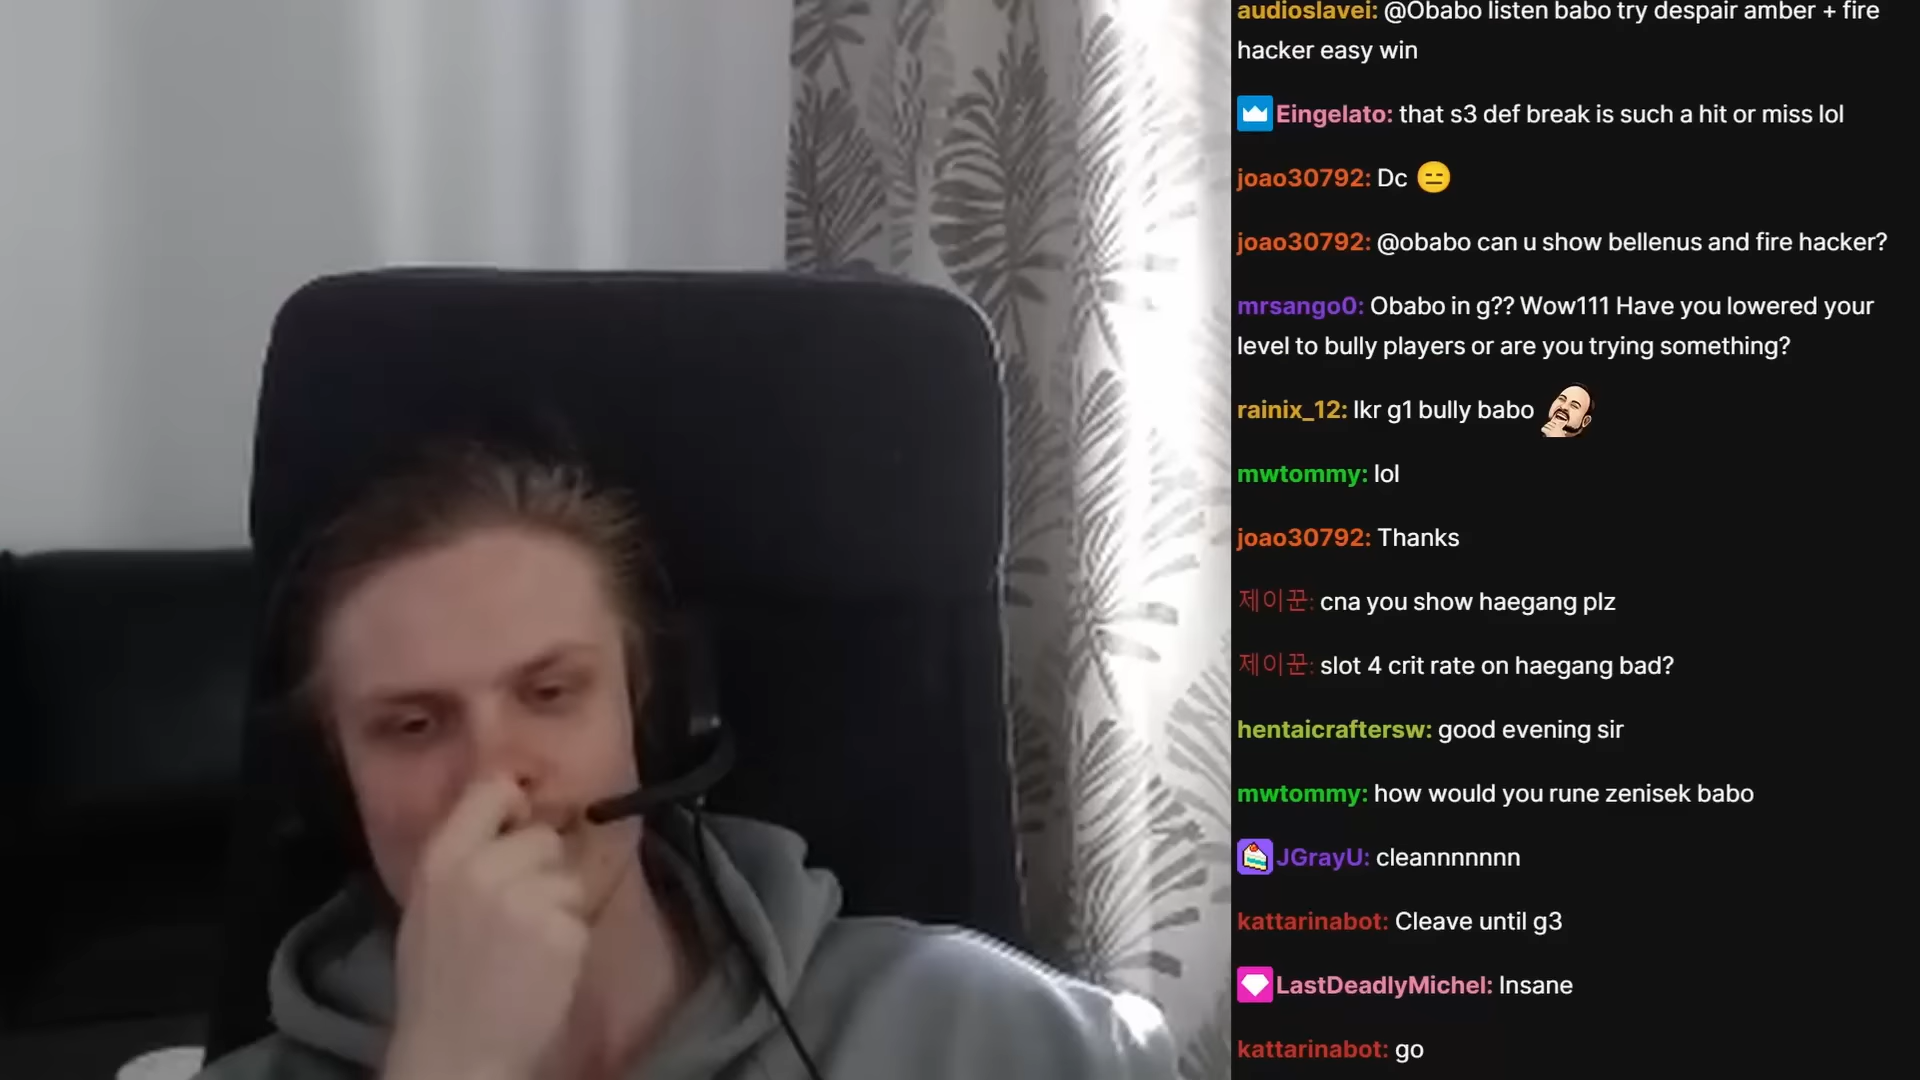 audioslavei: @Obabo listen babo try despair amber + fire
hacker easy win
Eingelato: that s3 def break is such a hit or miss lol
joao30792: Dc 😑
joao30792: @obabo can u show bellenus and fire hacker?
mrsango0: Obabo in g?? Wow111 Have you lowered your
level to bully players or are you trying something?
rainix_12: Ikr g1 bully babo
mwtommy: lol
joao30792: Thanks
제이꾼: cna you show haegang plz
제이꾼: slot 4 crit rate on haegang bad?
hentaicraftersw: good evening sir
mwtommy: how would you rune zenisek babo
JGrayU: cleannnnnnn
kattarinabot: Cleave until g3
LastDeadlyMichel: Insane
kattarinabot: go